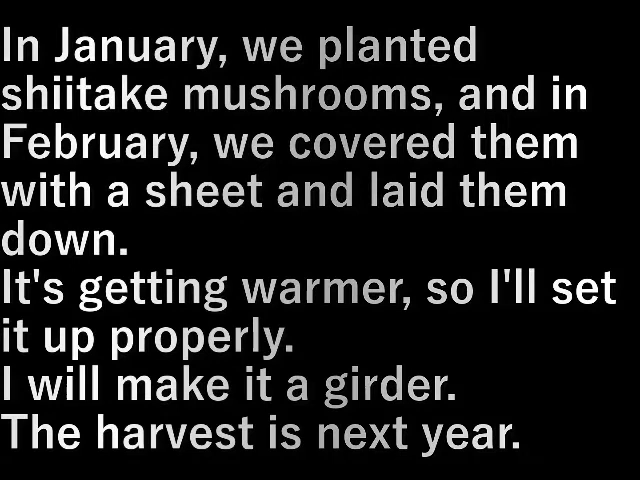 In January, we planted
shiitake mushrooms, and in
February, we covered them
with a sheet and laid them
down.
It's getting warmer, so I'll set
it up properly.
I will make it a girder.
The harvest is next year.